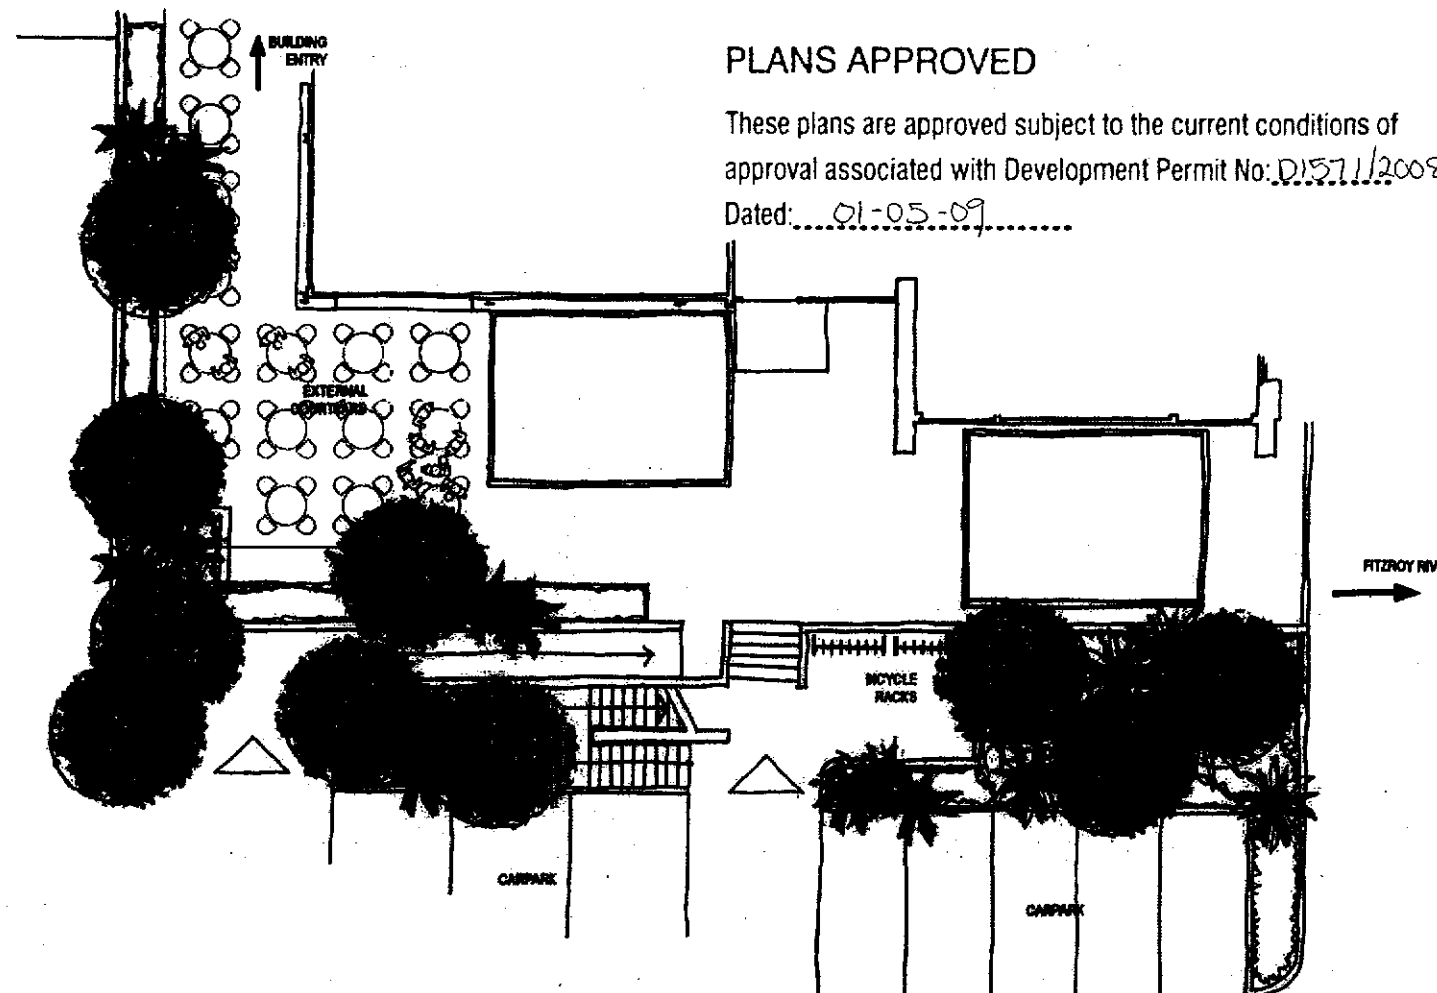 BUILDING
ENTRY
PLANS APPROVED
These plans are approved subject to the current conditions of
approval associated with Development Permit No: D1571/2008
Dated: 01-05-09
EXTERNAL
FITZROY RIV
BICYCLE
RACKS
CARPARK
CARPARK